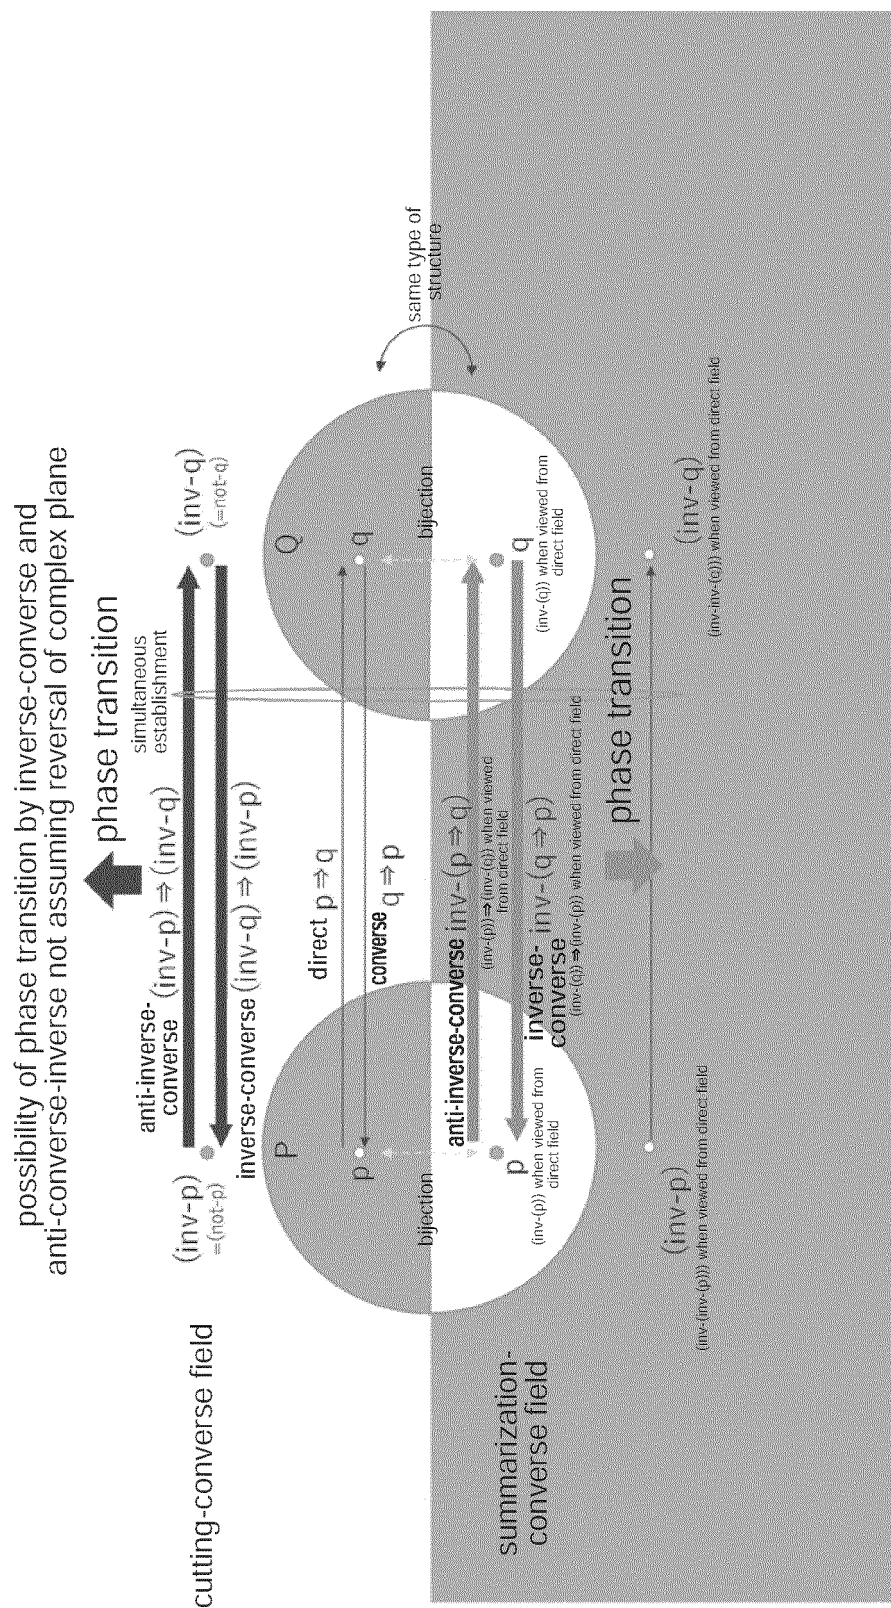 possibility of phase transition by inverse-converse and
anti-converse-inverse not assuming reversal of complex plane
phase transition
simultaneous
establishment
cutting-converse field
(inv-p)
=(not-p)
anti-inverse-
converse
(inv-p) ⇒ (inv-q)
(inv-q)
(=not-q)
inverse-converse (inv-q) ⇒ (inv-p)
P
Q
direct p ⇒ q
p
q
converse q ⇒ p
bijection
bijection
same type of
structure
anti-inverse-converse inv-(p ⇒ q)
(inv-(p)) ⇒ (inv-(q)) when viewed
from direct field
summarization-
converse field
p
(inv-(p)) when viewed from
direct field
inverse-
converse
inv-(q ⇒ p)
(inv-(q)) ⇒ (inv-(p)) when viewed from direct field
q
(inv-(q)) when viewed from
direct field
phase transition
(inv-p)
(inv-(inv-(p))) when viewed from direct field
(inv-q)
(inv-inv-(q))) when viewed from direct field